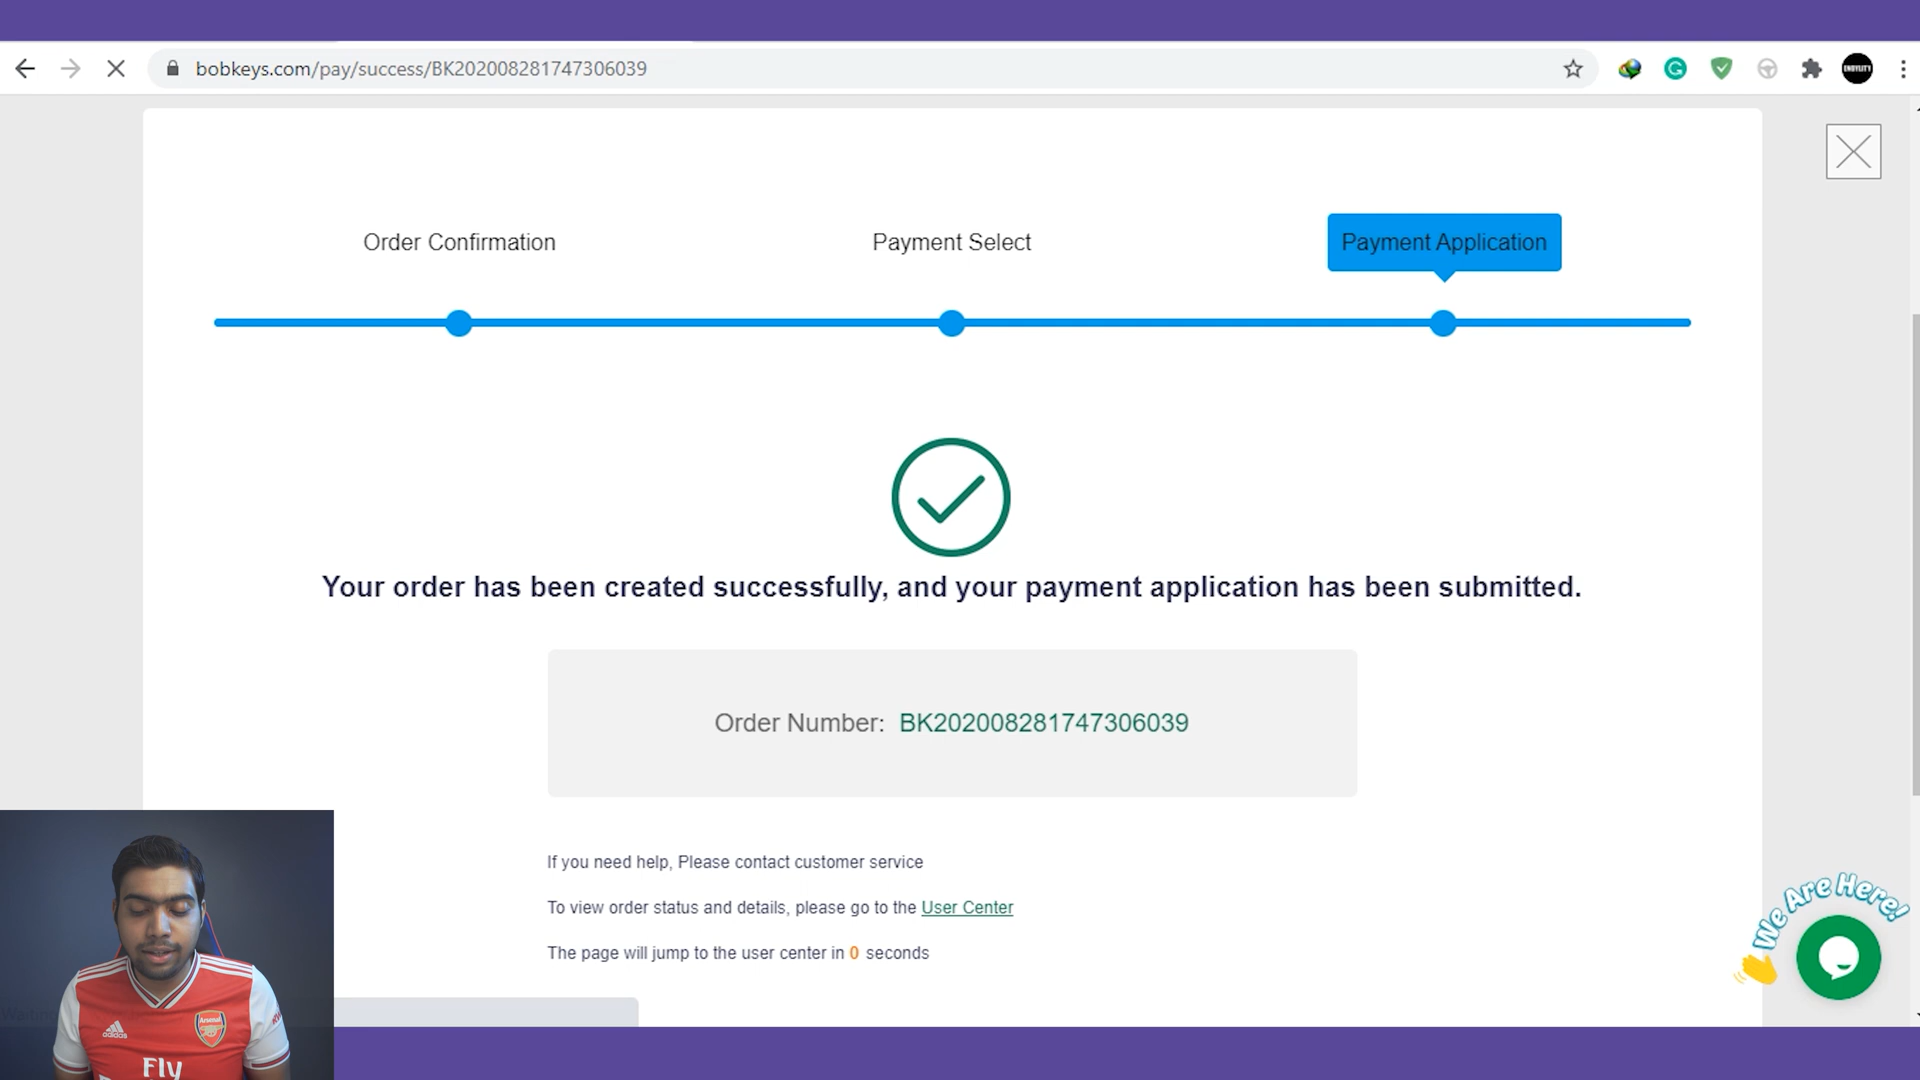 bobkeys.com/pay/success/BK202008281747306039
Order Confirmation
Payment Select
Payment Application
Your order has been created successfully, and your payment application has been submitted.
Order Number: BK202008281747306039
If you need help, Please contact customer service
To view order status and details, please go to the User Center
The page will jump to the user center in 0 seconds
We Are Here!
adidas
Arsenal
Fly